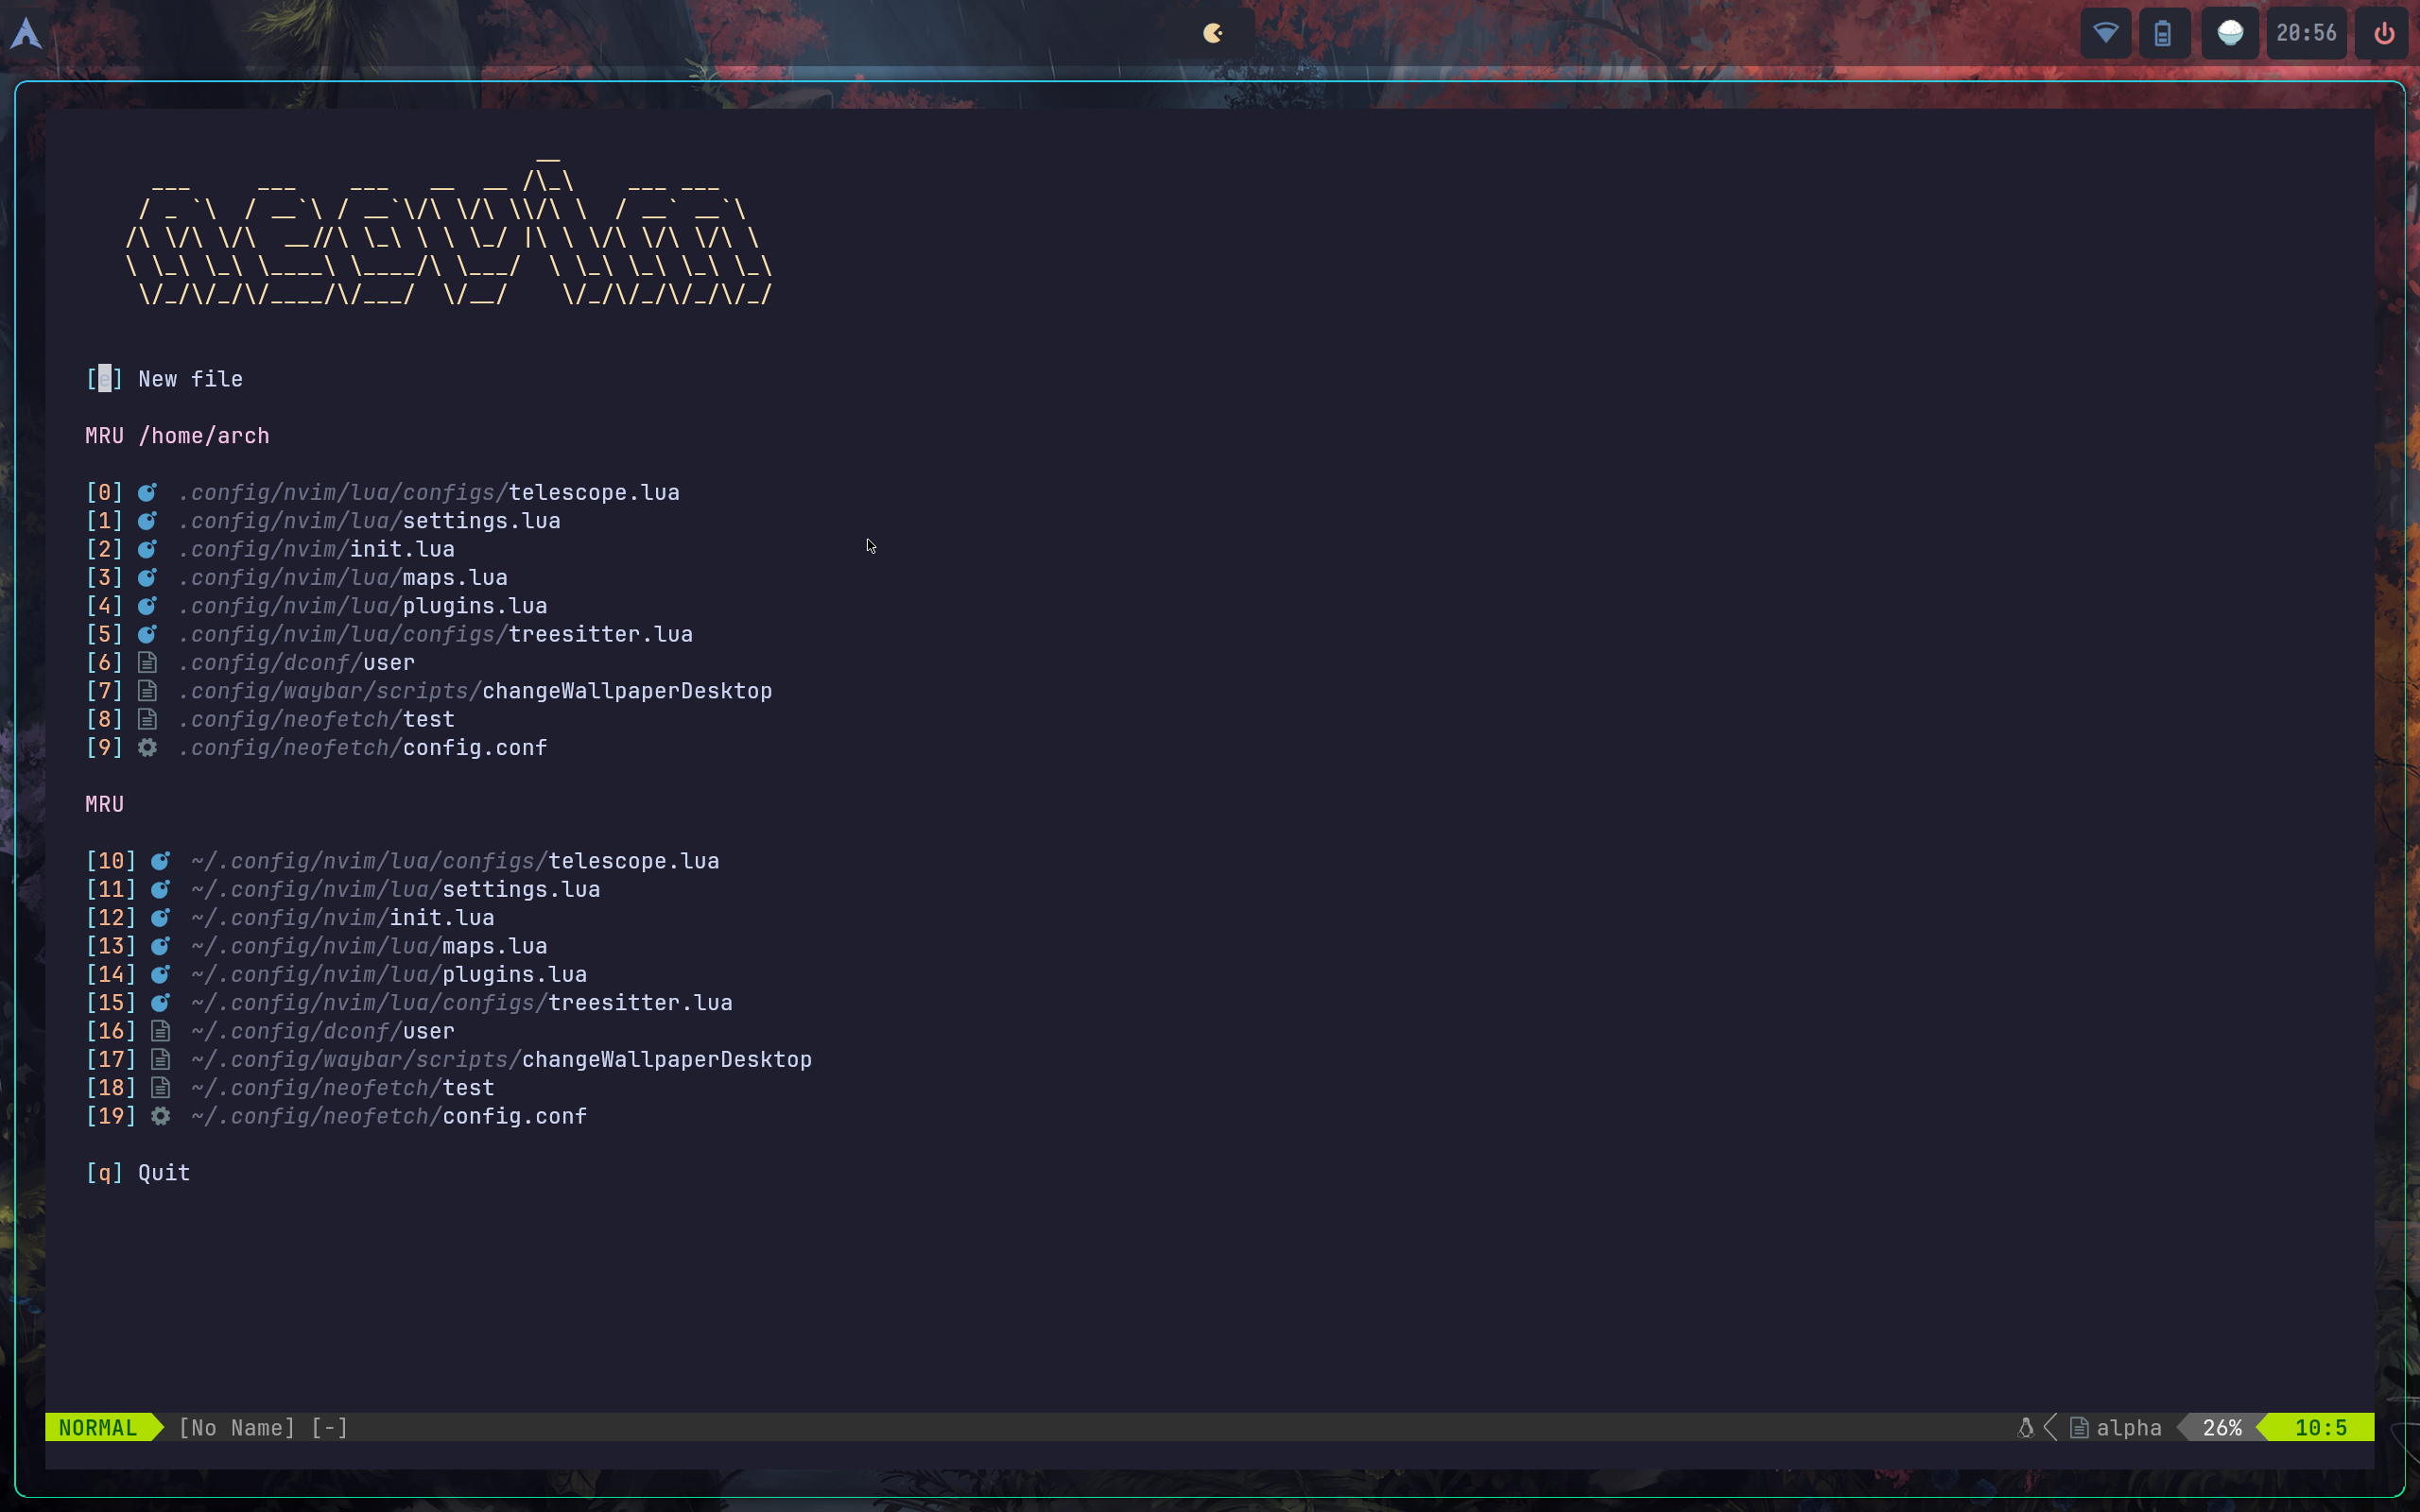 20:56
neovim
[e] New file
MRU /home/arch
[0] .config/nvim/lua/configs/telescope.lua
[1] .config/nvim/lua/settings.lua
[2] .config/nvim/init.lua
[3] .config/nvim/lua/maps.lua
[4] .config/nvim/lua/plugins.lua
[5] .config/nvim/lua/configs/treesitter.lua
[6] .config/dconf/user
[7] .config/waybar/scripts/changeWallpaperDesktop
[8] .config/neofetch/test
[9] .config/neofetch/config.conf
MRU
[10] ~/.config/nvim/lua/configs/telescope.lua
[11] ~/.config/nvim/lua/settings.lua
[12] ~/.config/nvim/init.lua
[13] ~/.config/nvim/lua/maps.lua
[14] ~/.config/nvim/lua/plugins.lua
[15] ~/.config/nvim/lua/configs/treesitter.lua
[16] ~/.config/dconf/user
[17] ~/.config/waybar/scripts/changeWallpaperDesktop
[18] ~/.config/neofetch/test
[19] ~/.config/neofetch/config.conf
[q] Quit
NORMAL [No Name] [-] alpha 26% 10:5